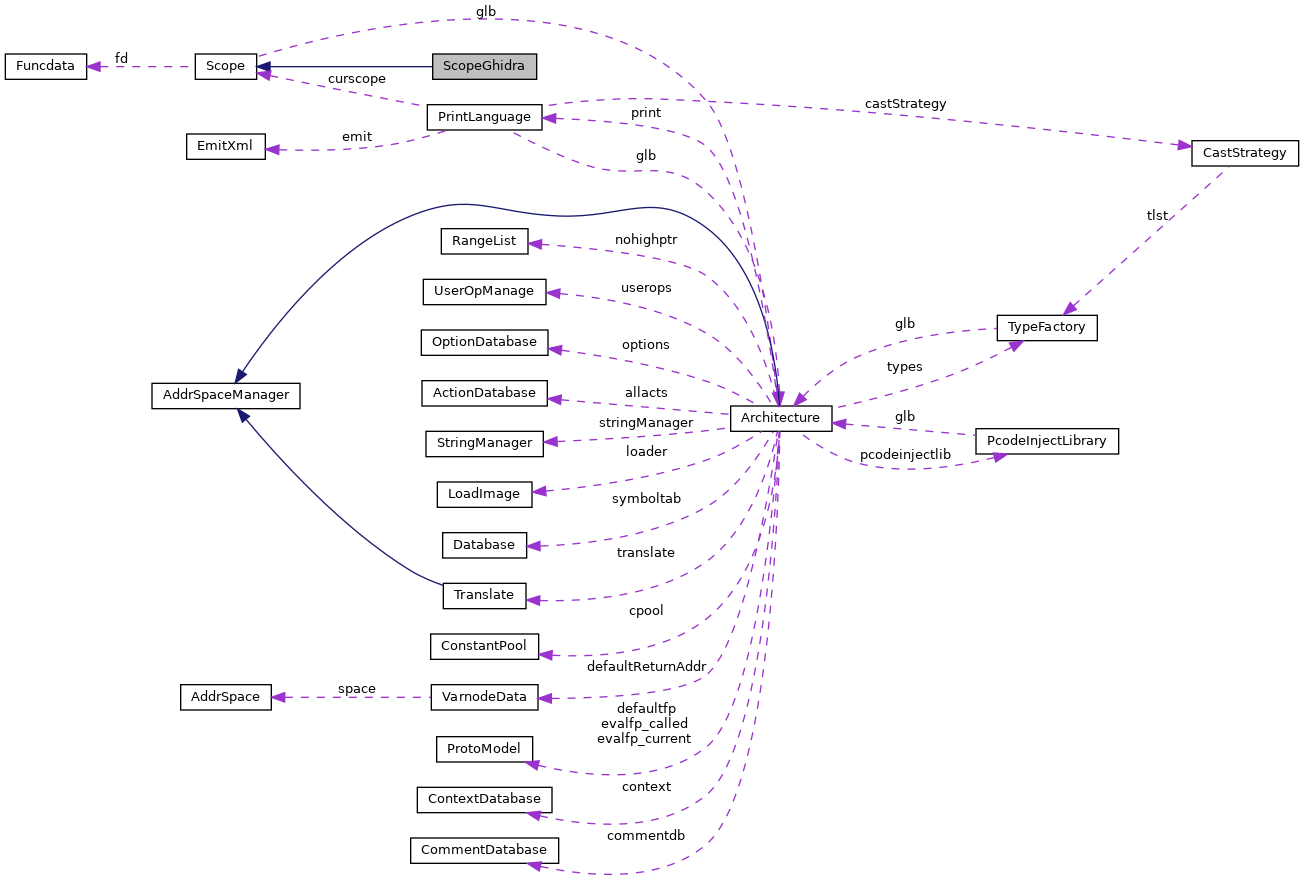 glb
Funcdata
fd
Scope
ScopeGhidra
curscope
PrintLanguage
castStrategy
print
EmitXml
emit
glb
CastStrategy
tlst
RangeList
nohighptr
UserOpManage
userops
OptionDatabase
options
glb
TypeFactory
types
AddrSpaceManager
ActionDatabase
allacts
Architecture
glb
StringManager
stringManager
PcodeInjectLibrary
pcodeinjectlib
loader
LoadImage
symboltab
Database
translate
Translate
cpool
ConstantPool
defaultReturnAddr
AddrSpace
space
VarnodeData
defaultfp
evalfp_called
evalfp_current
ProtoModel
context
ContextDatabase
commentdb
CommentDatabase